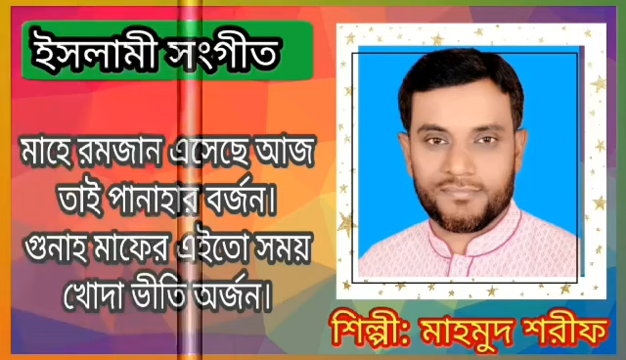 ইসলামী সংগীত
মাহে রমজান এসেছে আজ
তাই পানাহার বর্জন।
গুনাহ মাফের এইতো সময়
খোদা ভীতি অর্জন।
শিল্পী: মাহমুদ শরীফ